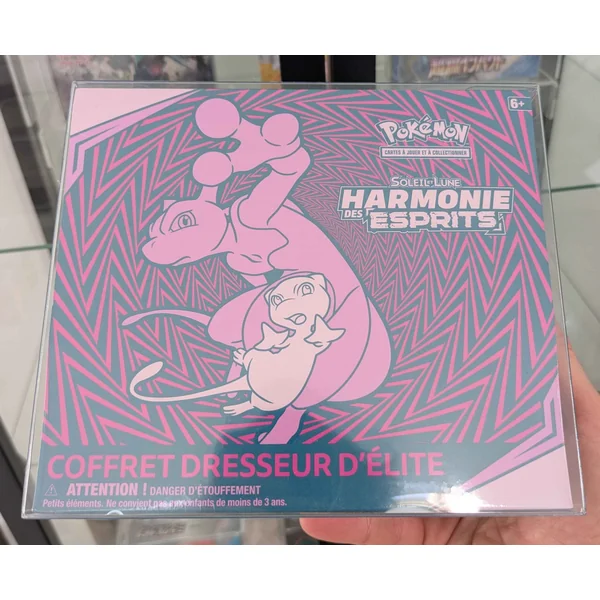 6+
POKÉMON
CARTES À JOUER ET À COLLECTIONNER
SOLEIL ET LUNE
HARMONIE
DES ESPRITS
COFFRET DRESSEUR D'ÉLITE
ATTENTION ! DANGER D'ÉTOUFFEMENT
Petits éléments. Ne convient pas aux enfants de moins de 3 ans.